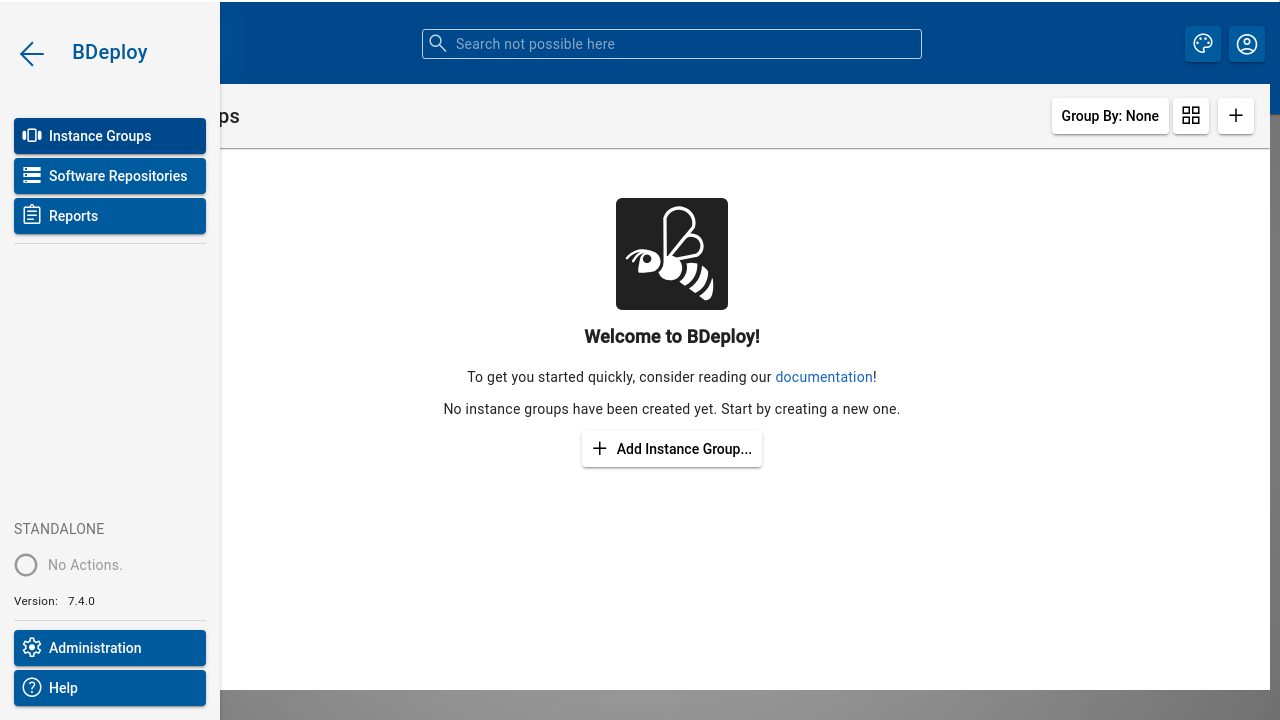 BDeploy
Search not possible here
Instance Groups
Software Repositories
Reports
ps
Group By: None
Welcome to BDeploy!
To get you started quickly, consider reading our documentation!
No instance groups have been created yet. Start by creating a new one.
Add Instance Group...
STANDALONE
No Actions.
Version: 7.4.0
Administration
Help